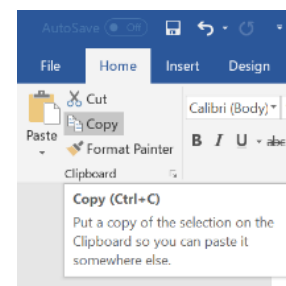 AutoSave Off
File Home Insert Design
Cut
Calibri (Body)
Copy
Paste
B I U abc
Format Painter
Clipboard
Copy (Ctrl+C)
Put a copy of the selection on the
Clipboard so you can paste it
somewhere else.